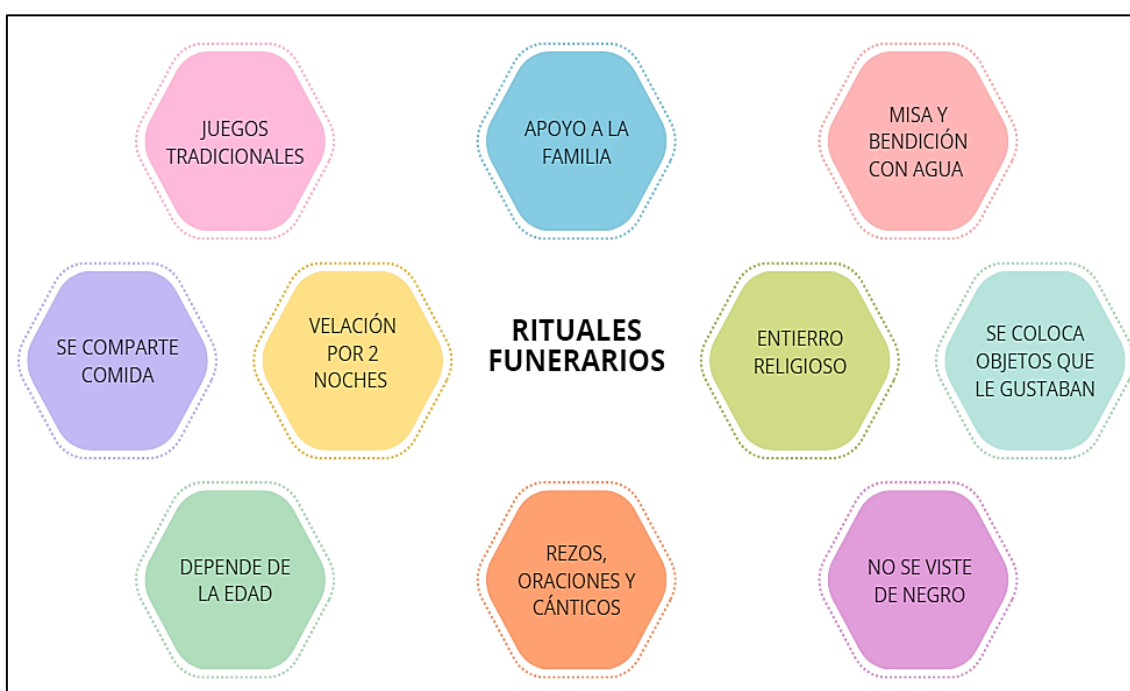 JUEGOS
TRADICIONALES
APOYO A LA
FAMILIA
MISA Y
BENDICIÓN
CON AGUA
SE COMPARTE
COMIDA
VELACIÓN
POR 2
NOCHES
RITUALES
FUNERARIOS
ENTIERRO
RELIGIOSO
SE COLOCA
OBJETOS QUE
LE GUSTABAN
DEPENDE DE
LA EDAD
REZOS,
ORACIONES Y
CÁNTICOS
NO SE VISTE
DE NEGRO